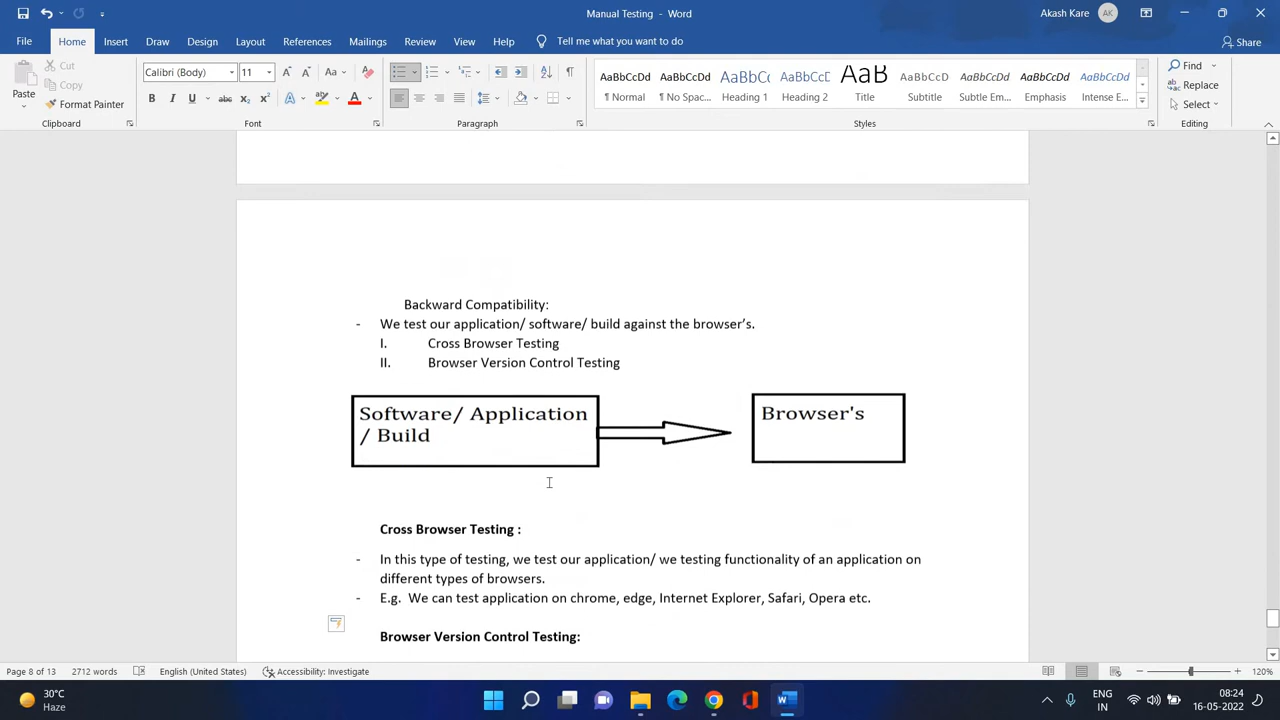 Manual Testing - Word
Akash Kare
AK
File
Home
Insert
Draw
Design
Layout
References
Mailings
Review
View
Help
Tell me what you want to do
Share
Paste
Cut
Copy
Format Painter
Clipboard
Calibri (Body)
11
Font
Paragraph
AaBbCcDd
¶ Normal
AaBbCcDd
¶ No Spac...
AaBbCc
Heading 1
AaBbCcD
Heading 2
AaB
Title
AaBbCcD
Subtitle
AaBbCcDd
Subtle Em...
AaBbCcDd
Emphasis
AaBbCcDd
Intense E...
Styles
Find
Replace
Select
Editing
Backward Compatibility:
- We test our application/ software/ build against the browser’s.
I. Cross Browser Testing
II. Browser Version Control Testing
Software/ Application
/ Build
Browser's
Cross Browser Testing :
- In this type of testing, we test our application/ we testing functionality of an application on
different types of browsers.
- E.g. We can test application on chrome, edge, Internet Explorer, Safari, Opera etc.
Browser Version Control Testing:
Page 8 of 13
2712 words
English (United States)
Accessibility: Investigate
120%
30°C
Haze
ENG
IN
08:24
16-05-2022